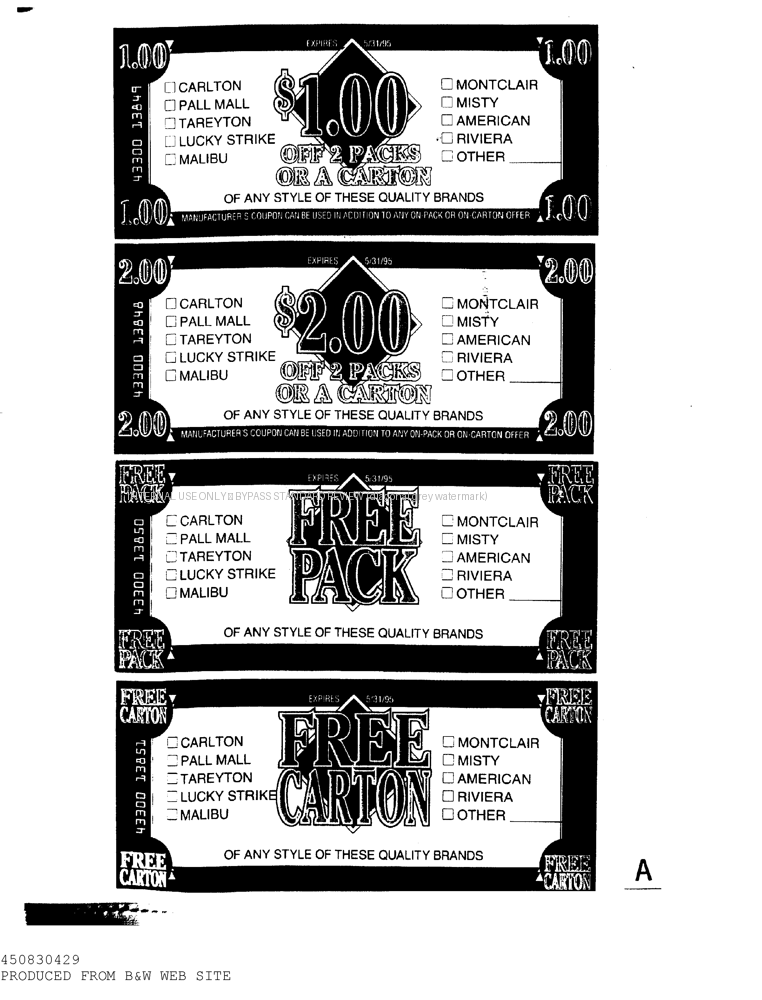 EXPIRES 5/31/95
1.00 1.00
CARLTON
PALL MALL
TAREYTON
LUCKY STRIKE
MALIBU
$1.00
OFF 2 PACKS
OR A CARTON
MONTCLAIR
MISTY
AMERICAN
RIVIERA
OTHER
OF ANY STYLE OF THESE QUALITY BRANDS
1.00 1.00
MANUFACTURER'S COUPON CAN BE USED IN ADDITION TO ANY ON-PACK OR ON-CARTON OFFER
EXPIRES 5/31/95
2.00 2.00
CARLTON
PALL MALL
TAREYTON
LUCKY STRIKE
MALIBU
$2.00
OFF 2 PACKS
OR A CARTON
MONTCLAIR
MISTY
AMERICAN
RIVIERA
OTHER
OF ANY STYLE OF THESE QUALITY BRANDS
2.00 2.00
MANUFACTURER'S COUPON CAN BE USED IN ADDITION TO ANY ON-PACK OR ON-CARTON OFFER
FREE PACK
EXPIRES 5/31/95
FREE PACK
USE ONLY BYPASS
CARLTON
PALL MALL
TAREYTON
LUCKY STRIKE
MALIBU
FREE
PACK
MONTCLAIR
MISTY
AMERICAN
RIVIERA
OTHER
OF ANY STYLE OF THESE QUALITY BRANDS
FREE PACK
FREE PACK
FREE CARTON
EXPIRES 5/31/95
FREE CARTON
CARLTON
PALL MALL
TAREYTON
LUCKY STRIKE
MALIBU
FREE
CARTON
MONTCLAIR
MISTY
AMERICAN
RIVIERA
OTHER
OF ANY STYLE OF THESE QUALITY BRANDS
FREE CARTON
FREE CARTON
A
450830429
PRODUCED FROM B&W WEB SITE